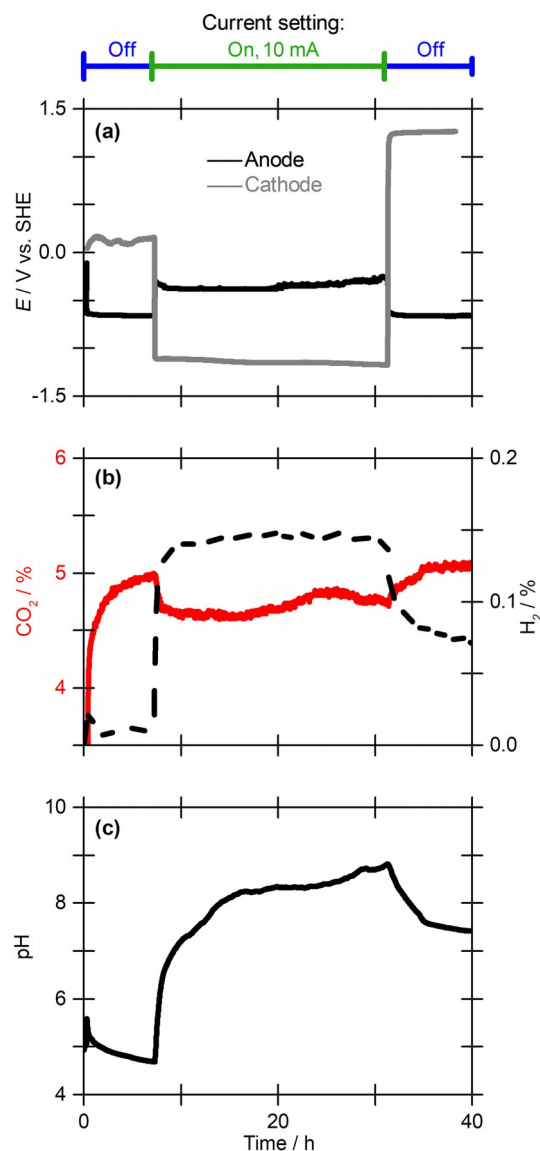 Current setting:
Off On, 10 mA Off
(a)
1.5
0.0
-1.5
E / V vs. SHE
Anode
Cathode
(b)
6
5
4
CO₂ / %
0.2
0.1
0.0
H₂ / %
(c)
10
8
6
4
pH
0 20 40
Time / h